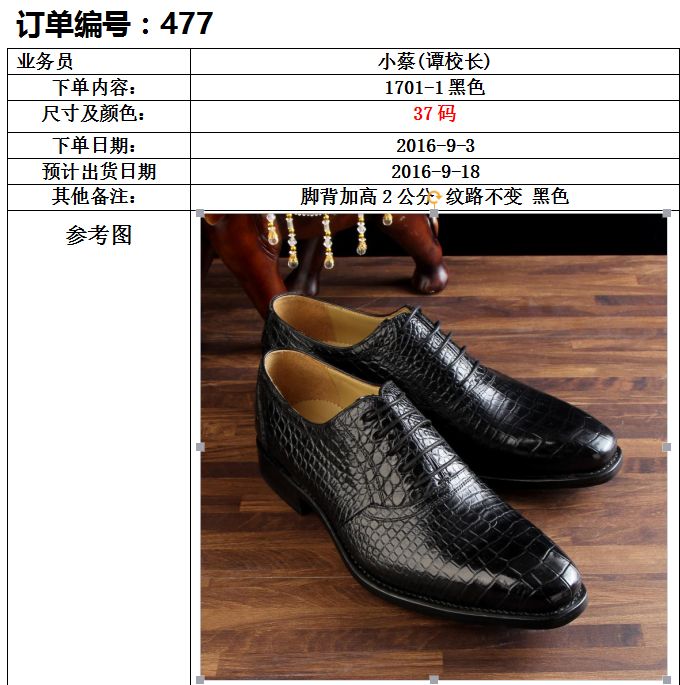 订单编号：477
业务员 小蔡(谭校长)
下单内容： 1701-1黑色
尺寸及颜色： 37码
下单日期： 2016-9-3
预计出货日期 2016-9-18
其他备注： 脚背加高2公分 纹路不变 黑色
参考图